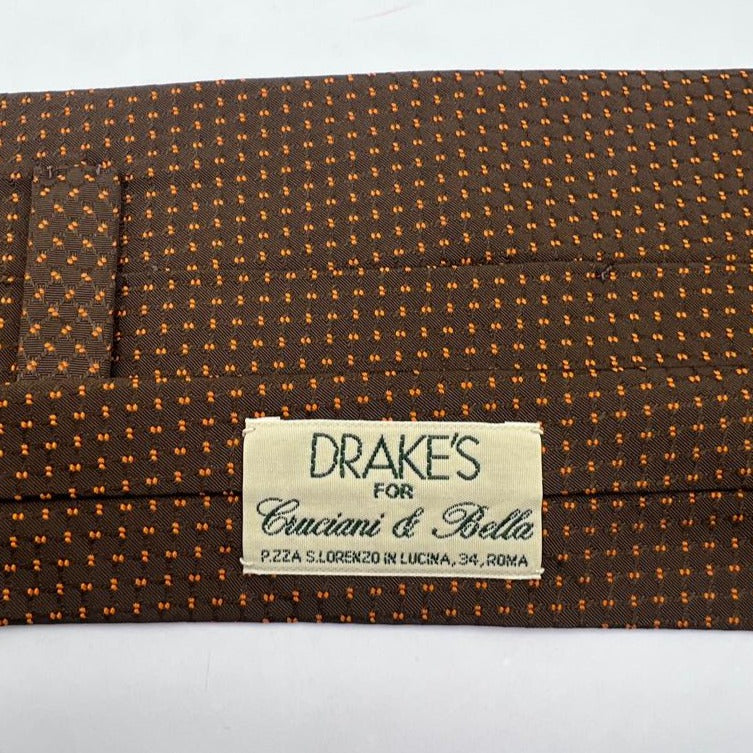 DRAKE'S
FOR
Cruciani & Bella
P.ZZA S.LORENZO IN LUCINA, 34, ROMA